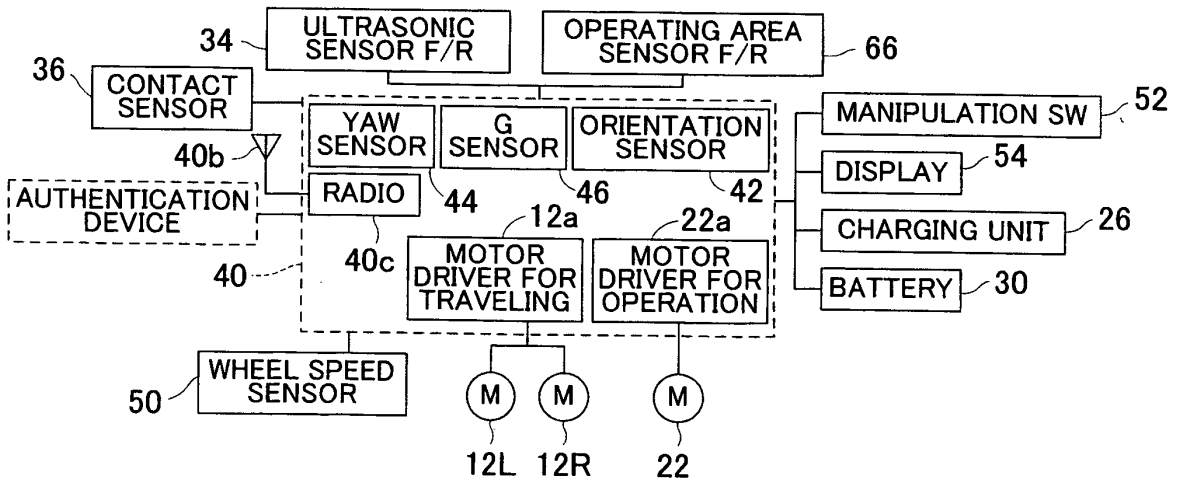 34
ULTRASONIC
SENSOR F/R
OPERATING AREA
SENSOR F/R
66
36
CONTACT
SENSOR
40b
YAW
SENSOR
44
G
SENSOR
46
ORIENTATION
SENSOR
42
MANIPULATION SW
52
DISPLAY
54
CHARGING UNIT
26
BATTERY
30
AUTHENTICATION
DEVICE
RADIO
40c
40
12a
MOTOR
DRIVER FOR
TRAVELING
22a
MOTOR
DRIVER FOR
OPERATION
50
WHEEL SPEED
SENSOR
M
M
M
12L
12R
22